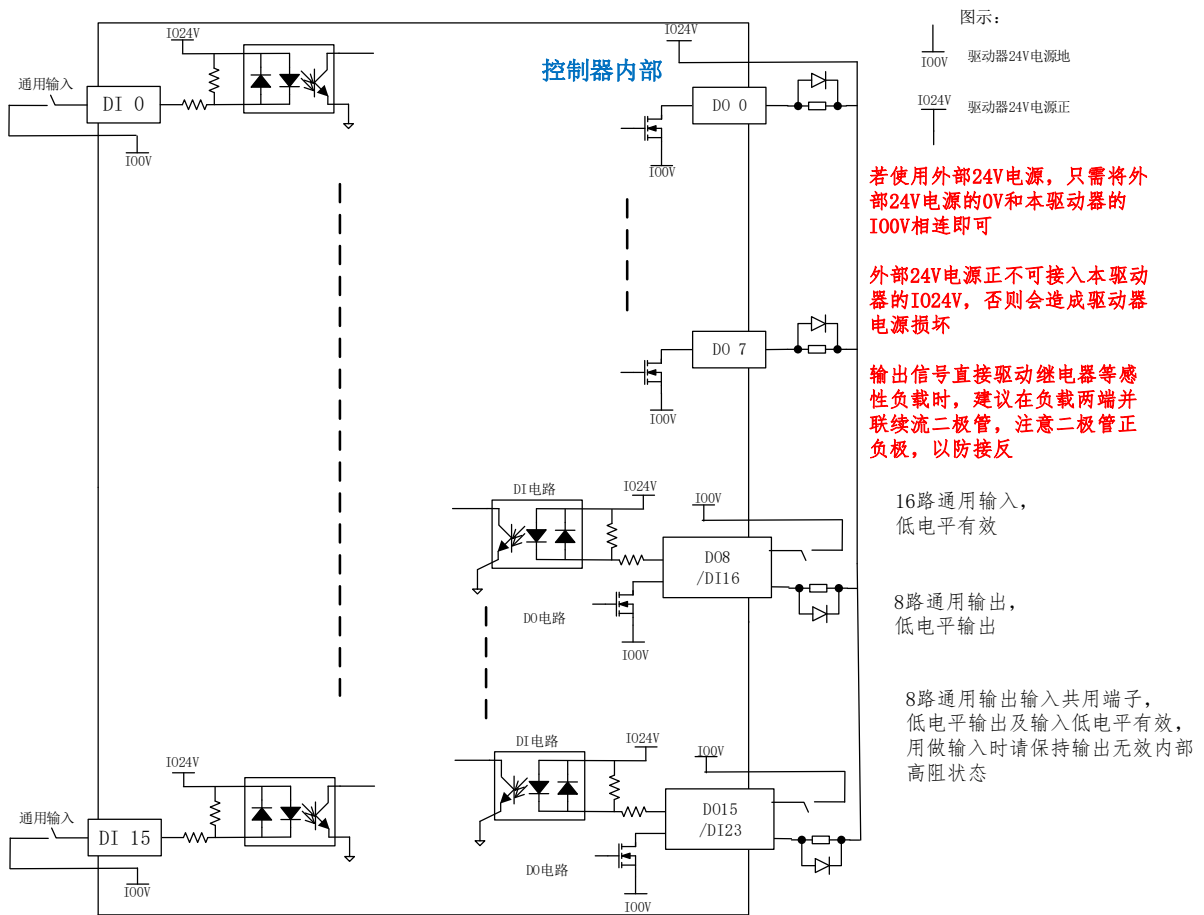 图示：
IO24V
IO24V
IO0V
驱动器24V电源地
控制器内部
通用输入
DI 0
DO 0
IO24V
驱动器24V电源正
IO0V
IO0V
若使用外部24V电源，只需将外
部24V电源的0V和本驱动器的
IO0V相连即可
外部24V电源正不可接入本驱动
器的IO24V，否则会造成驱动器
电源损坏
DO 7
输出信号直接驱动继电器等感
性负载时，建议在负载两端并
联续流二极管，注意二极管正
负极，以防接反
IO0V
DI电路
IO24V
IO0V
16路通用输入，
低电平有效
DO8
/DI16
DO电路
IO0V
8路通用输出，
低电平输出
8路通用输出输入共用端子，
低电平输出及输入低电平有效，
用做输入时请保持输出无效内部
高阻状态
DI电路
IO24V
IO0V
IO24V
通用输入
DI 15
DO15
/DI23
DO电路
IO0V
IO0V